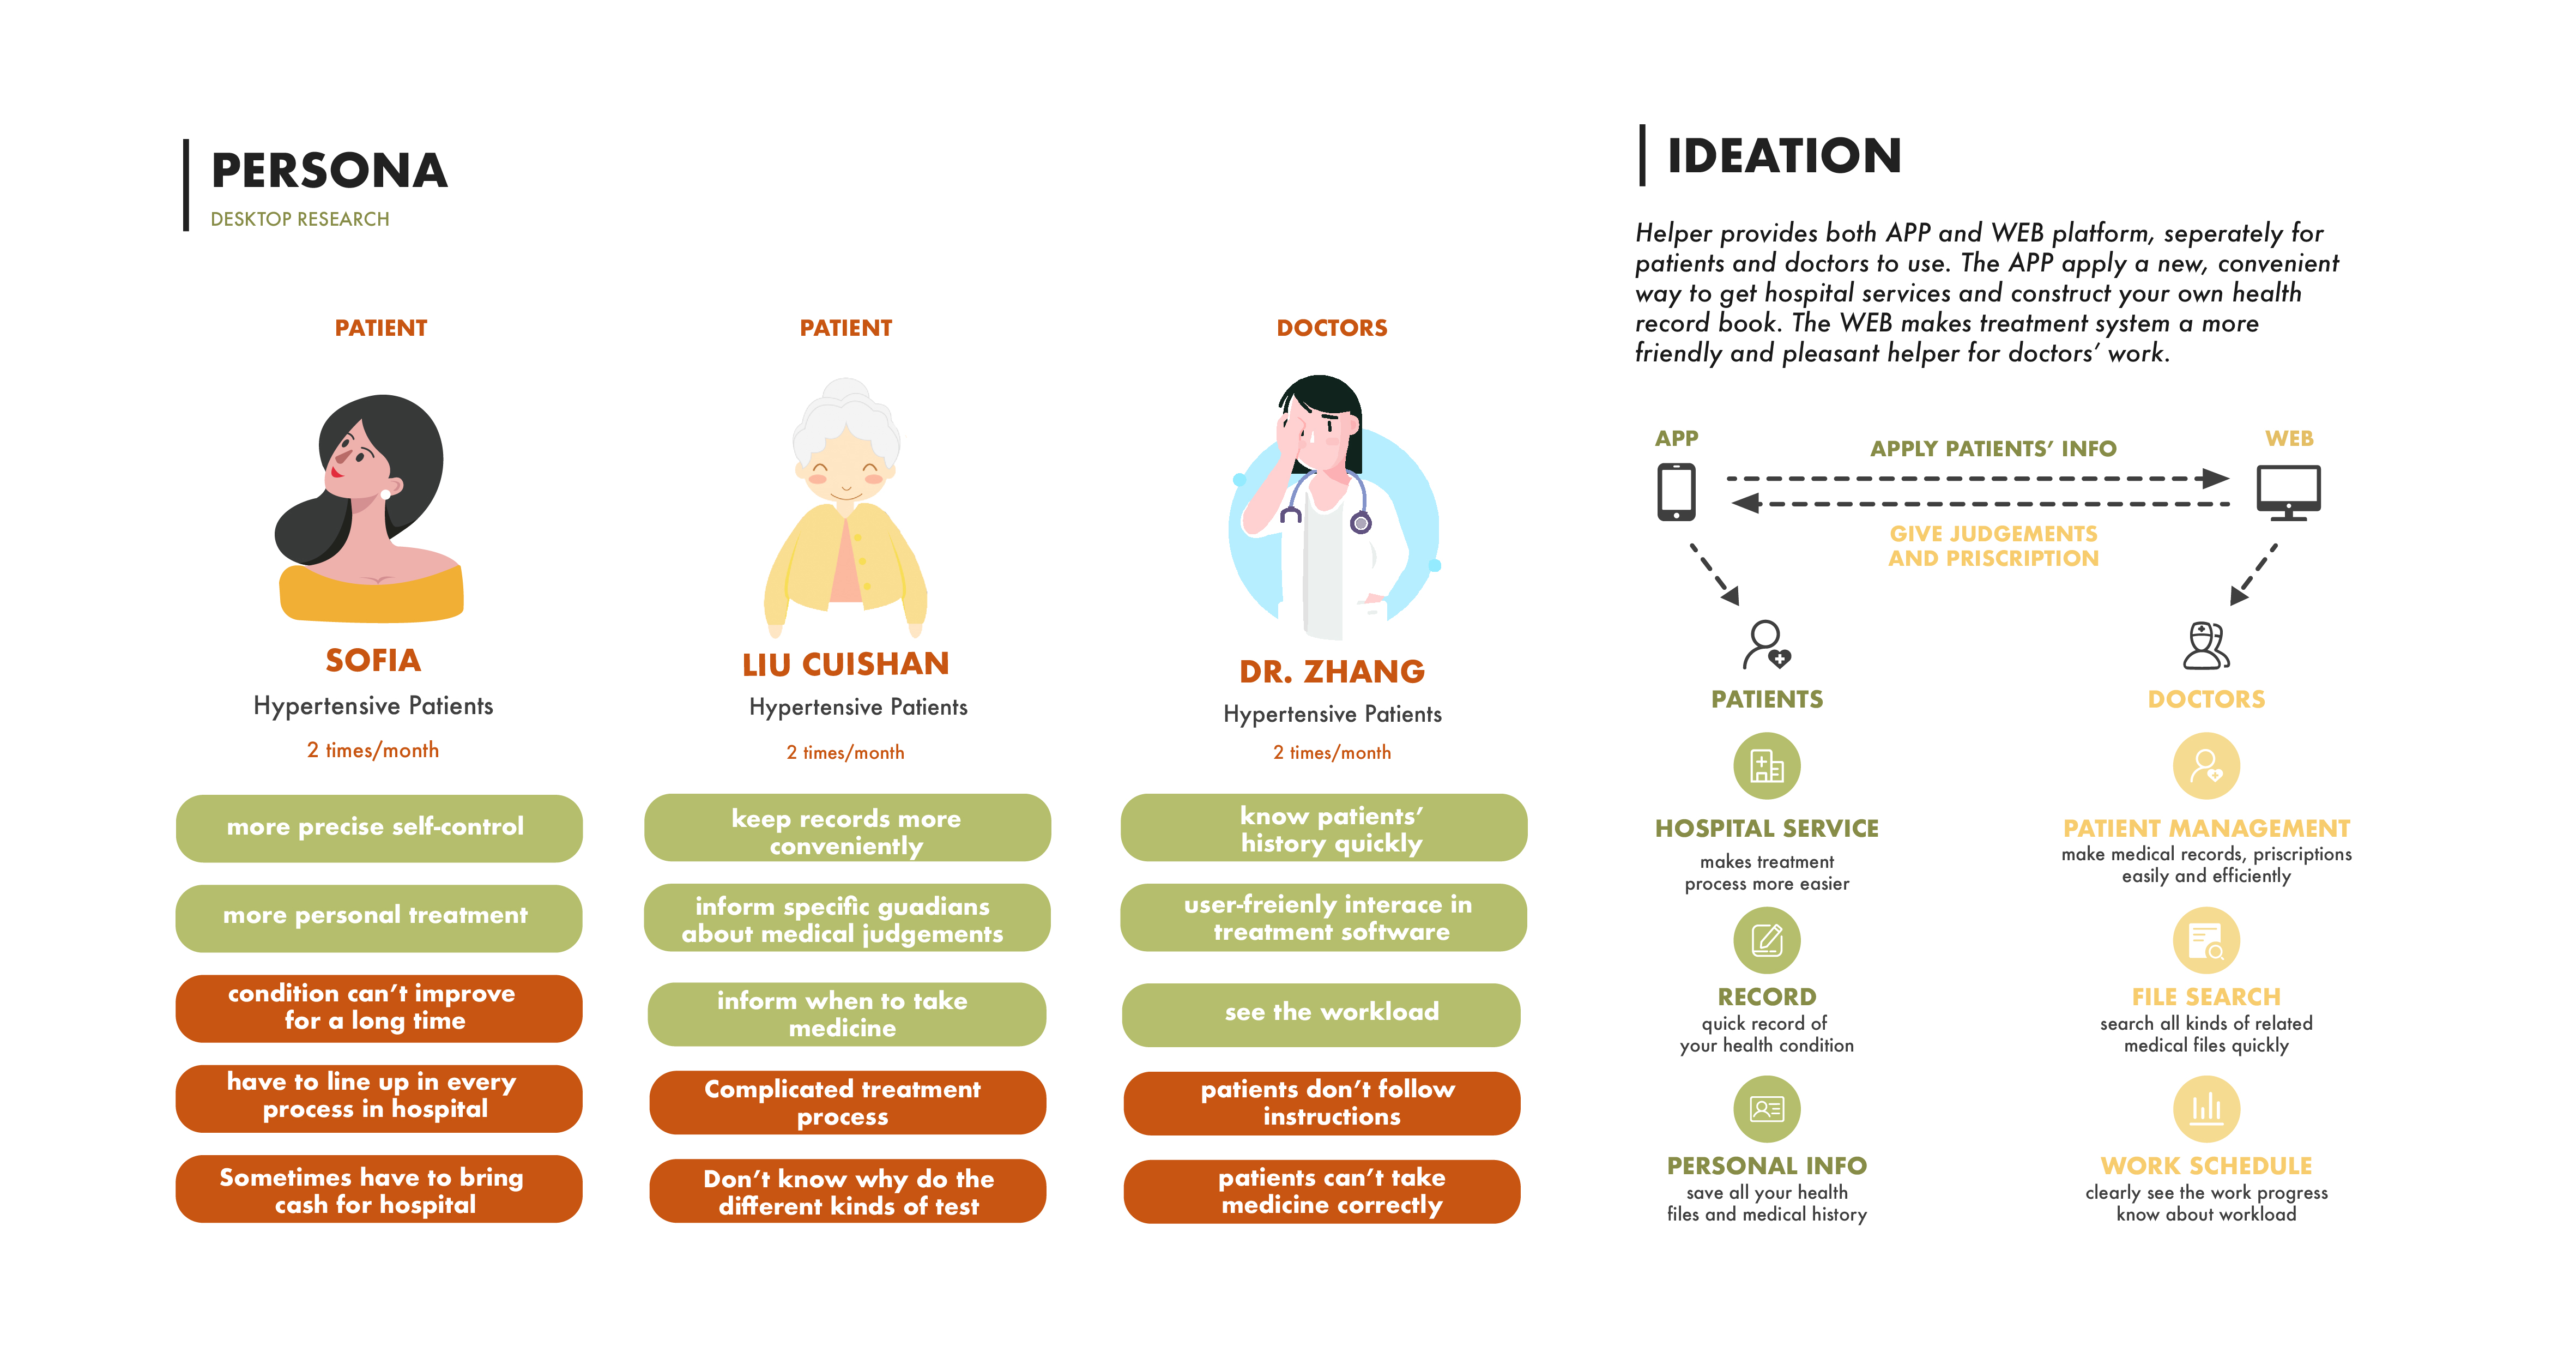 PERSONA
DESKTOP RESEARCH
PATIENT
SOFIA
Hypertensive Patients
2 times/month
more precise self-control
more personal treatment
condition can't improve
for a long time
have to line up in every
process in hospital
Sometimes have to bring
cash for hospital
PATIENT
LIU CUISHAN
Hypertensive Patients
2 times/month
keep records more
conveniently
inform specific guadians
about medical judgements
inform when to take
medicine
Complicated treatment
process
Don't know why do the
different kinds of test
DOCTORS
DR. ZHANG
Hypertensive Patients
2 times/month
know patients'
history quickly
user-freienly interace in
treatment software
see the workload
patients don't follow
instructions
patients can't take
medicine correctly
IDEATION
Helper provides both APP and WEB platform, seperately for
patients and doctors to use. The APP apply a new, convenient
way to get hospital services and construct your own health
record book. The WEB makes treatment system a more
friendly and pleasant helper for doctors' work.
APP
APPLY PATIENTS' INFO
WEB
GIVE JUDGEMENTS
AND PRISCRIPTION
PATIENTS
HOSPITAL SERVICE
makes treatment
process more easier
RECORD
quick record of
your health condition
PERSONAL INFO
save all your health
files and medical history
DOCTORS
PATIENT MANAGEMENT
make medical records, priscriptions
easily and efficiently
FILE SEARCH
search all kinds of related
medical files quickly
WORK SCHEDULE
clearly see the work progress
know about workload